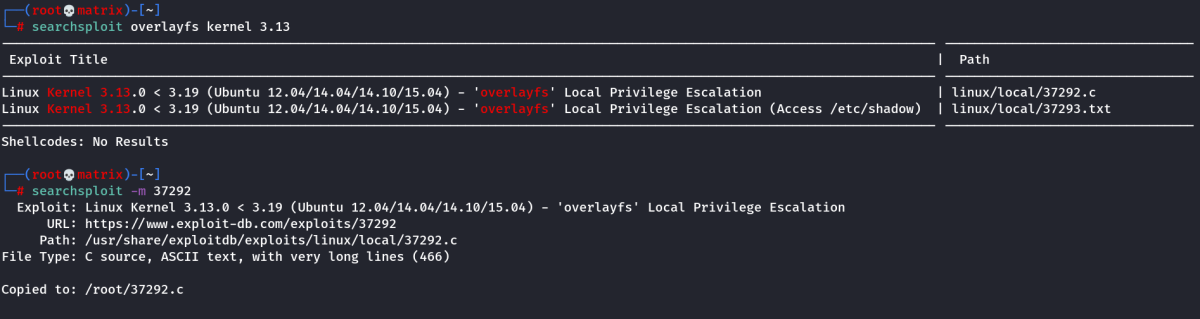 ┌──(root💀matrix)-[~]
└─# searchsploit overlayfs kernel 3.13
Exploit Title | Path
Linux Kernel 3.13.0 < 3.19 (Ubuntu 12.04/14.04/14.10/15.04) - 'overlayfs' Local Privilege Escalation | linux/local/37292.c
Linux Kernel 3.13.0 < 3.19 (Ubuntu 12.04/14.04/14.10/15.04) - 'overlayfs' Local Privilege Escalation (Access /etc/shadow) | linux/local/37293.txt
Shellcodes: No Results
┌──(root💀matrix)-[~]
└─# searchsploit -m 37292
Exploit: Linux Kernel 3.13.0 < 3.19 (Ubuntu 12.04/14.04/14.10/15.04) - 'overlayfs' Local Privilege Escalation
URL: https://www.exploit-db.com/exploits/37292
Path: /usr/share/exploitdb/exploits/linux/local/37292.c
File Type: C source, ASCII text, with very long lines (466)
Copied to: /root/37292.c